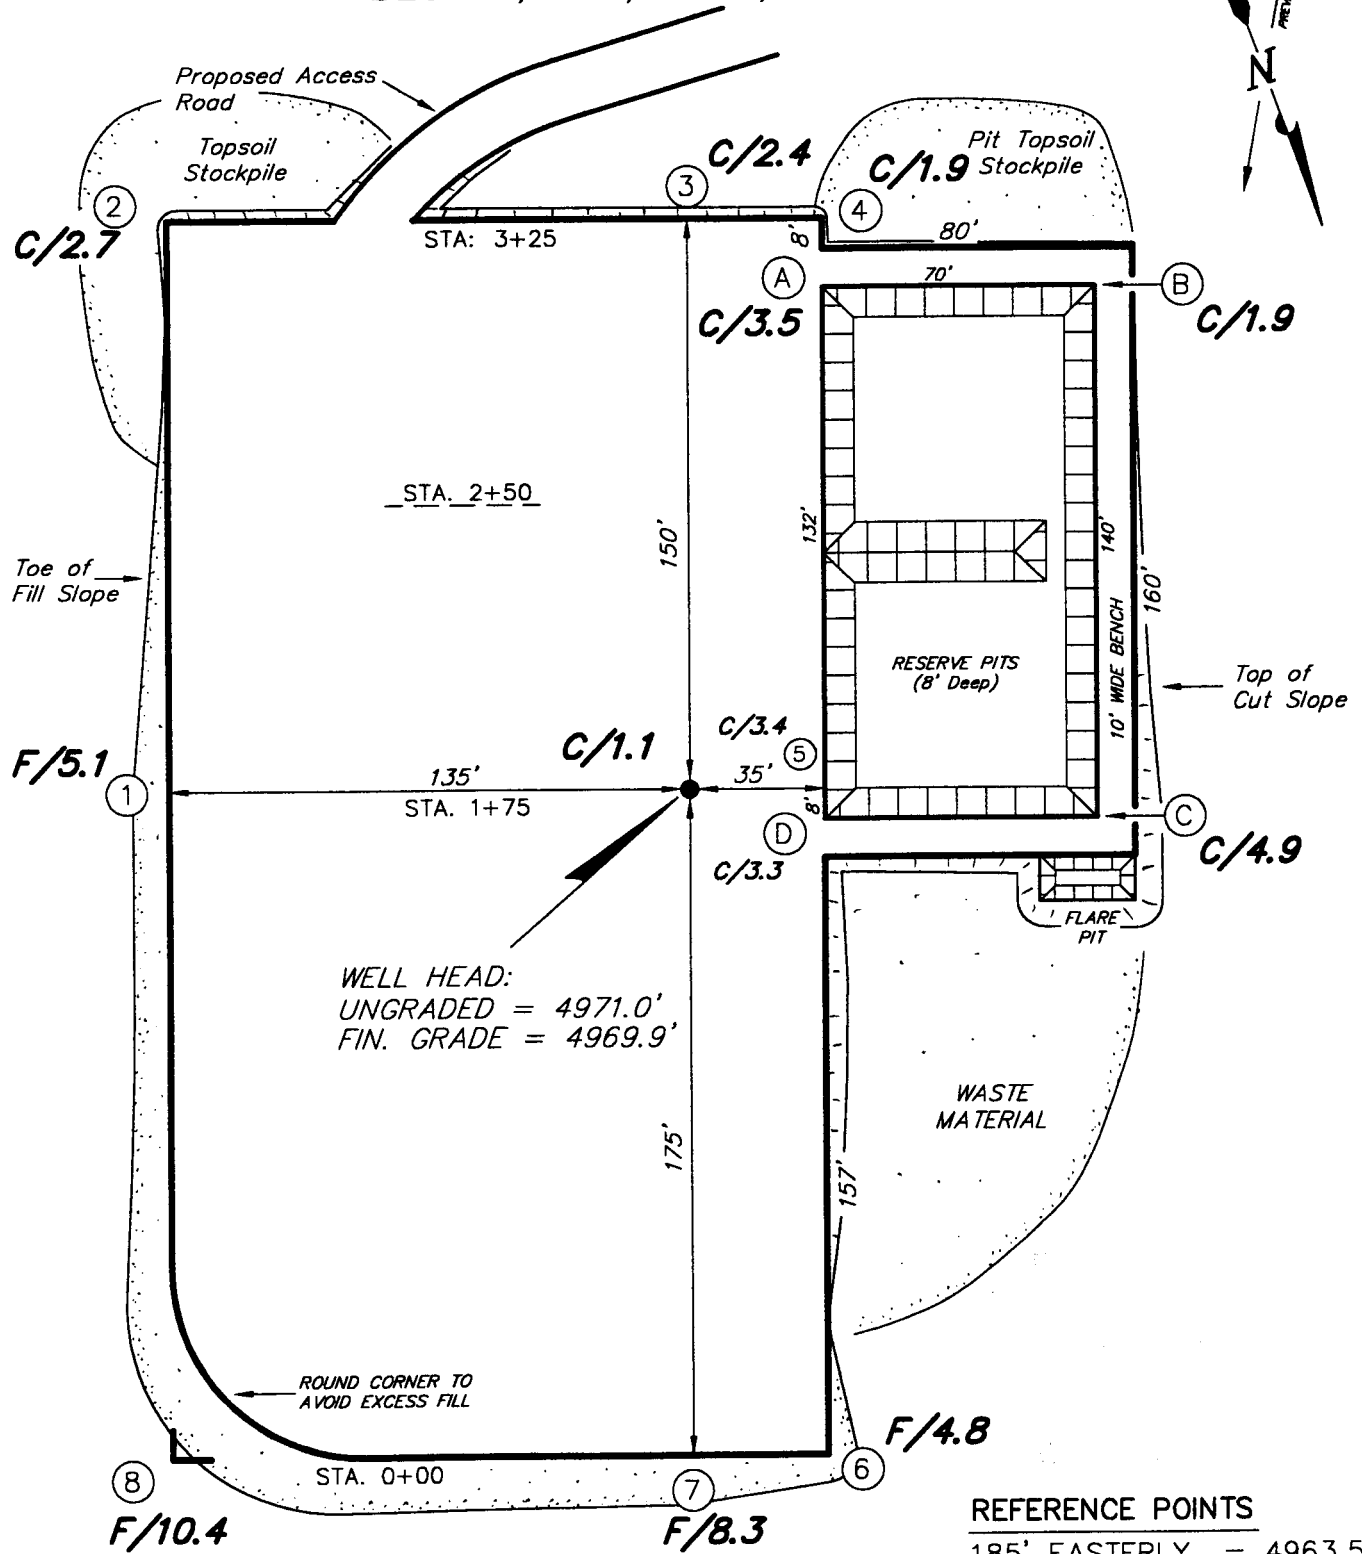 N
Proposed Access
Road
Topsoil
Stockpile
Pit Topsoil
Stockpile
C/2.4
C/1.9
2
3
4
C/2.7
STA: 3+25
8'
80'
A
70'
B
C/3.5
C/1.9
STA. 2+50
150'
132'
140'
160'
10' WIDE BENCH
Toe of
Fill Slope
RESERVE PITS
(8' Deep)
Top of
Cut Slope
C/3.4
C/1.1
5
F/5.1
1
135'
35'
STA. 1+75
8'
D
C
C/3.3
C/4.9
FLARE
PIT
WELL HEAD:
UNGRADED = 4971.0'
FIN. GRADE = 4969.9'
WASTE
MATERIAL
175'
157'
ROUND CORNER TO
AVOID EXCESS FILL
F/4.8
6
STA. 0+00
8
7
F/10.4
F/8.3
REFERENCE POINTS
185' EASTERLY = 4963.5